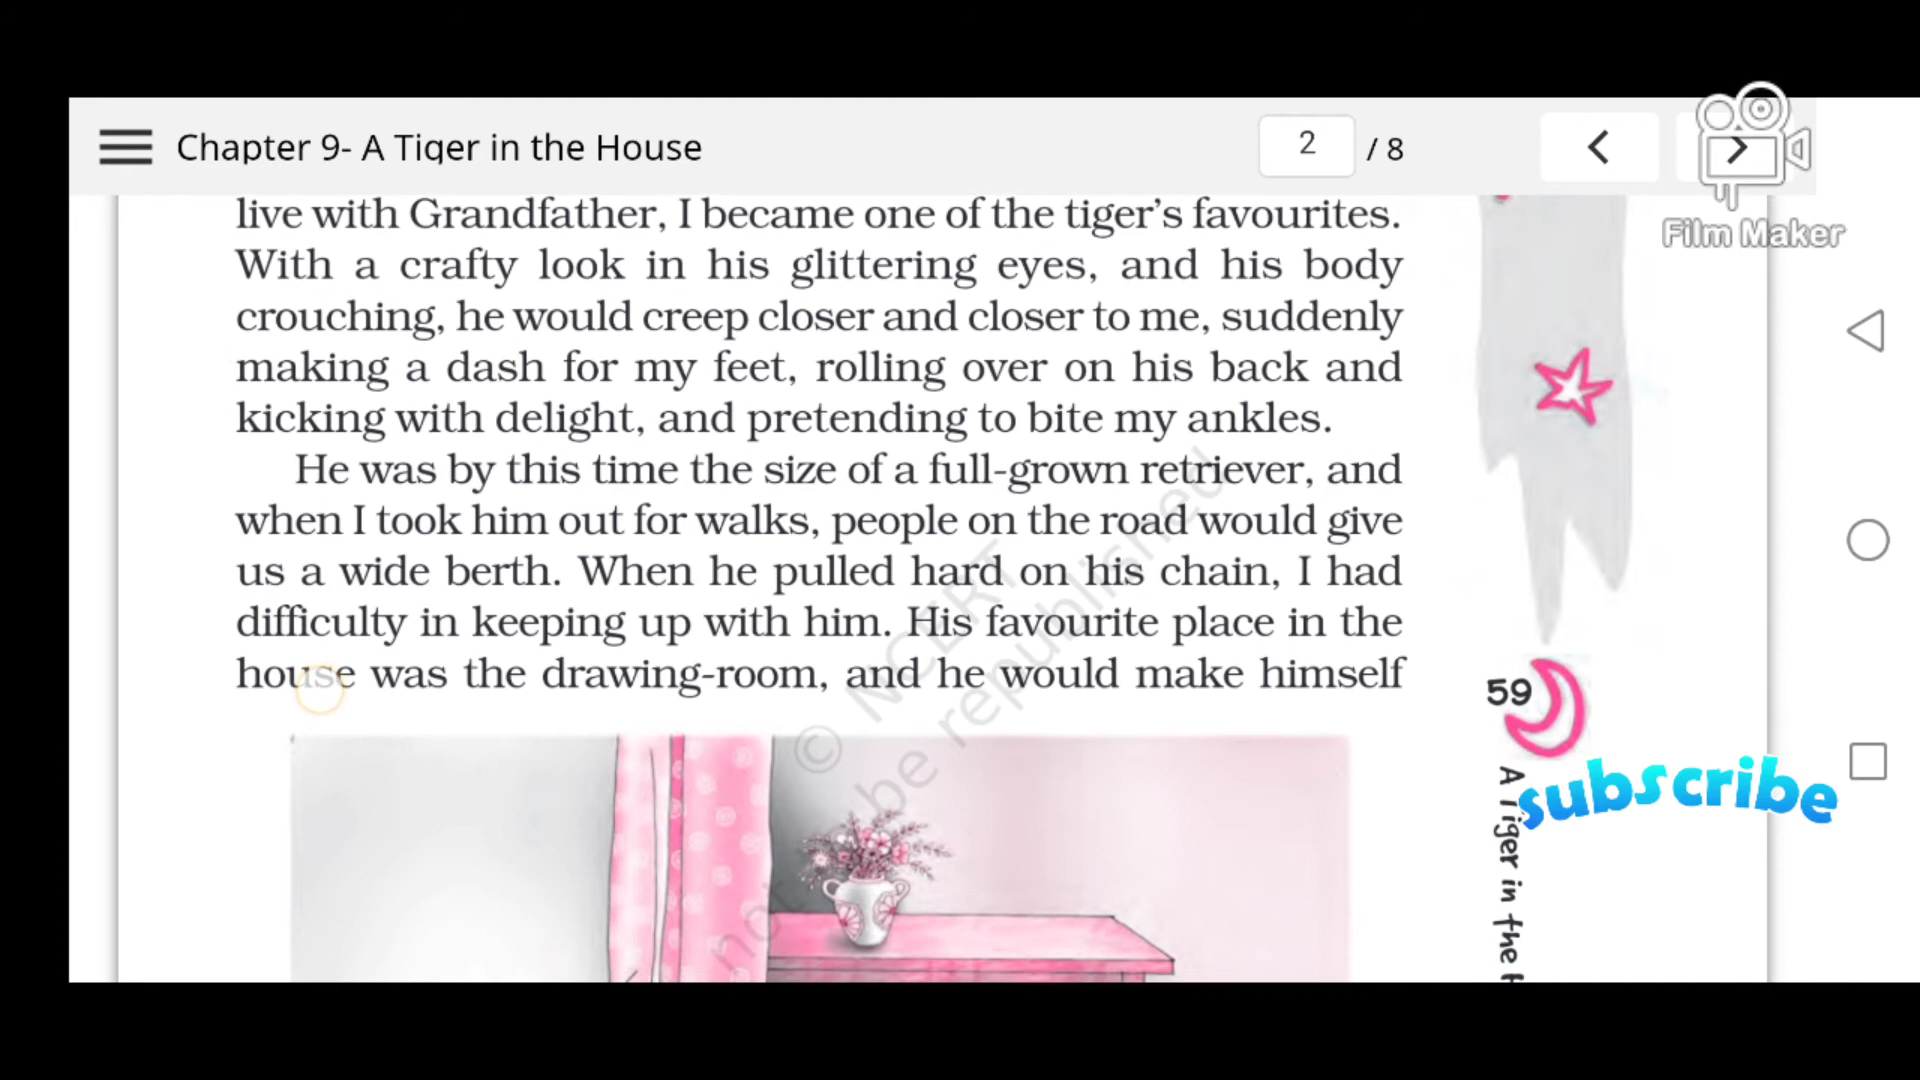 Chapter 9- A Tiger in the House
2 / 8
Film Maker
live with Grandfather, I became one of the tiger's favourites.
With a crafty look in his glittering eyes, and his body
crouching, he would creep closer and closer to me, suddenly
making a dash for my feet, rolling over on his back and
kicking with delight, and pretending to bite my ankles.
He was by this time the size of a full-grown retriever, and
when I took him out for walks, people on the road would give
us a wide berth. When he pulled hard on his chain, I had
difficulty in keeping up with him. His favourite place in the
house was the drawing-room, and he would make himself
© NCERT
not be republished
59
A Tiger in the
subscribe